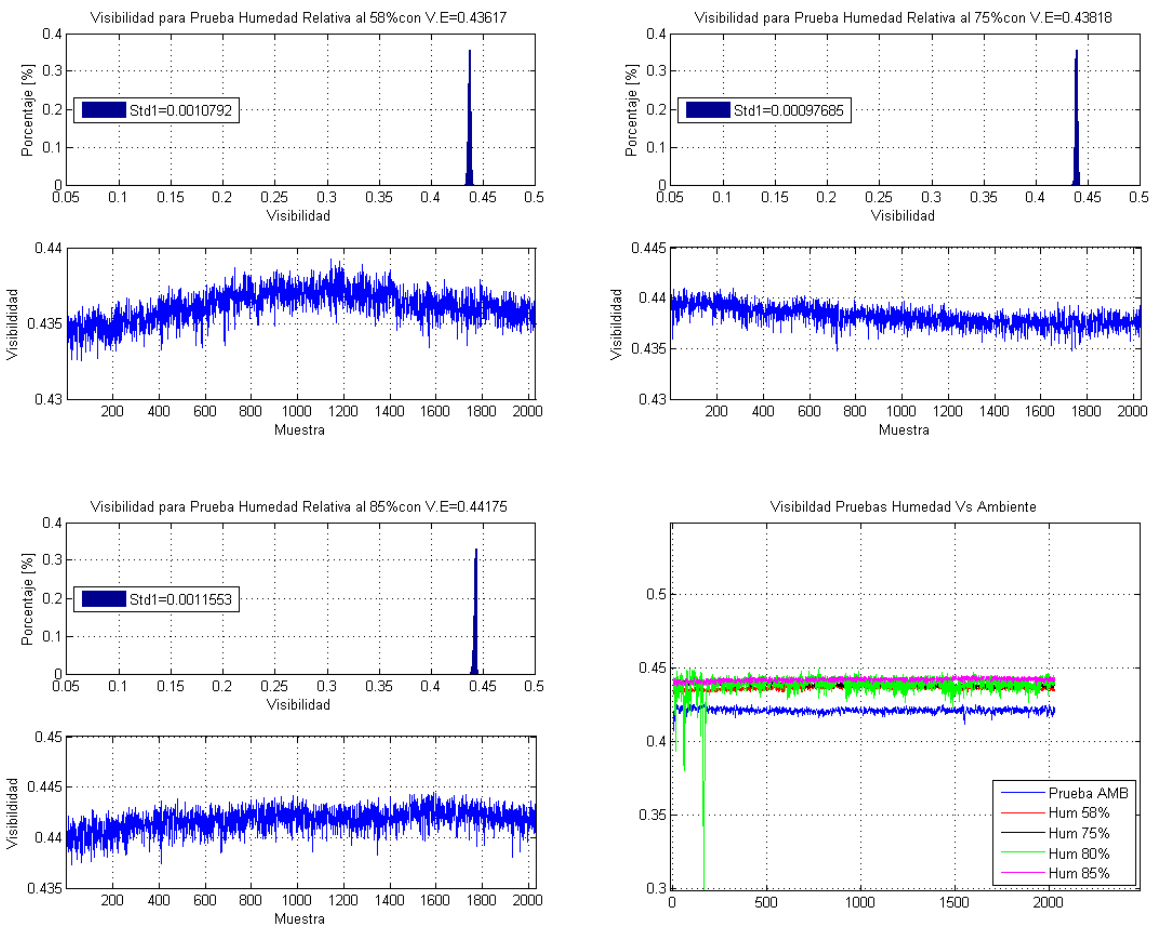 Visibilidad para Prueba Humedad Relativa al 58%con V.E=0.43617
Porcentaje [%]
0.4
0.3
0.2
0.1
0
Std1=0.0010792
0.05 0.1 0.15 0.2 0.25 0.3 0.35 0.4 0.45 0.5
Visibilidad
Visibildidad
0.44
0.435
0.43
200 400 600 800 1000 1200 1400 1600 1800 2000
Muestra
Visibilidad para Prueba Humedad Relativa al 75%con V.E=0.43818
Porcentaje [%]
0.4
0.3
0.2
0.1
0
Std1=0.00097685
0.05 0.1 0.15 0.2 0.25 0.3 0.35 0.4 0.45 0.5
Visibilidad
Visibildidad
0.445
0.44
0.435
0.43
200 400 600 800 1000 1200 1400 1600 1800 2000
Muestra
Visibilidad para Prueba Humedad Relativa al 85%con V.E=0.44175
Porcentaje [%]
0.4
0.3
0.2
0.1
0
Std1=0.0011553
0.05 0.1 0.15 0.2 0.25 0.3 0.35 0.4 0.45 0.5
Visibilidad
Visibildidad
0.45
0.445
0.44
0.435
200 400 600 800 1000 1200 1400 1600 1800 2000
Muestra
Visibildad Pruebas Humedad Vs Ambiente
0.5
0.45
0.4
0.35
0.3
Prueba AMB
Hum 58%
Hum 75%
Hum 80%
Hum 85%
0 500 1000 1500 2000